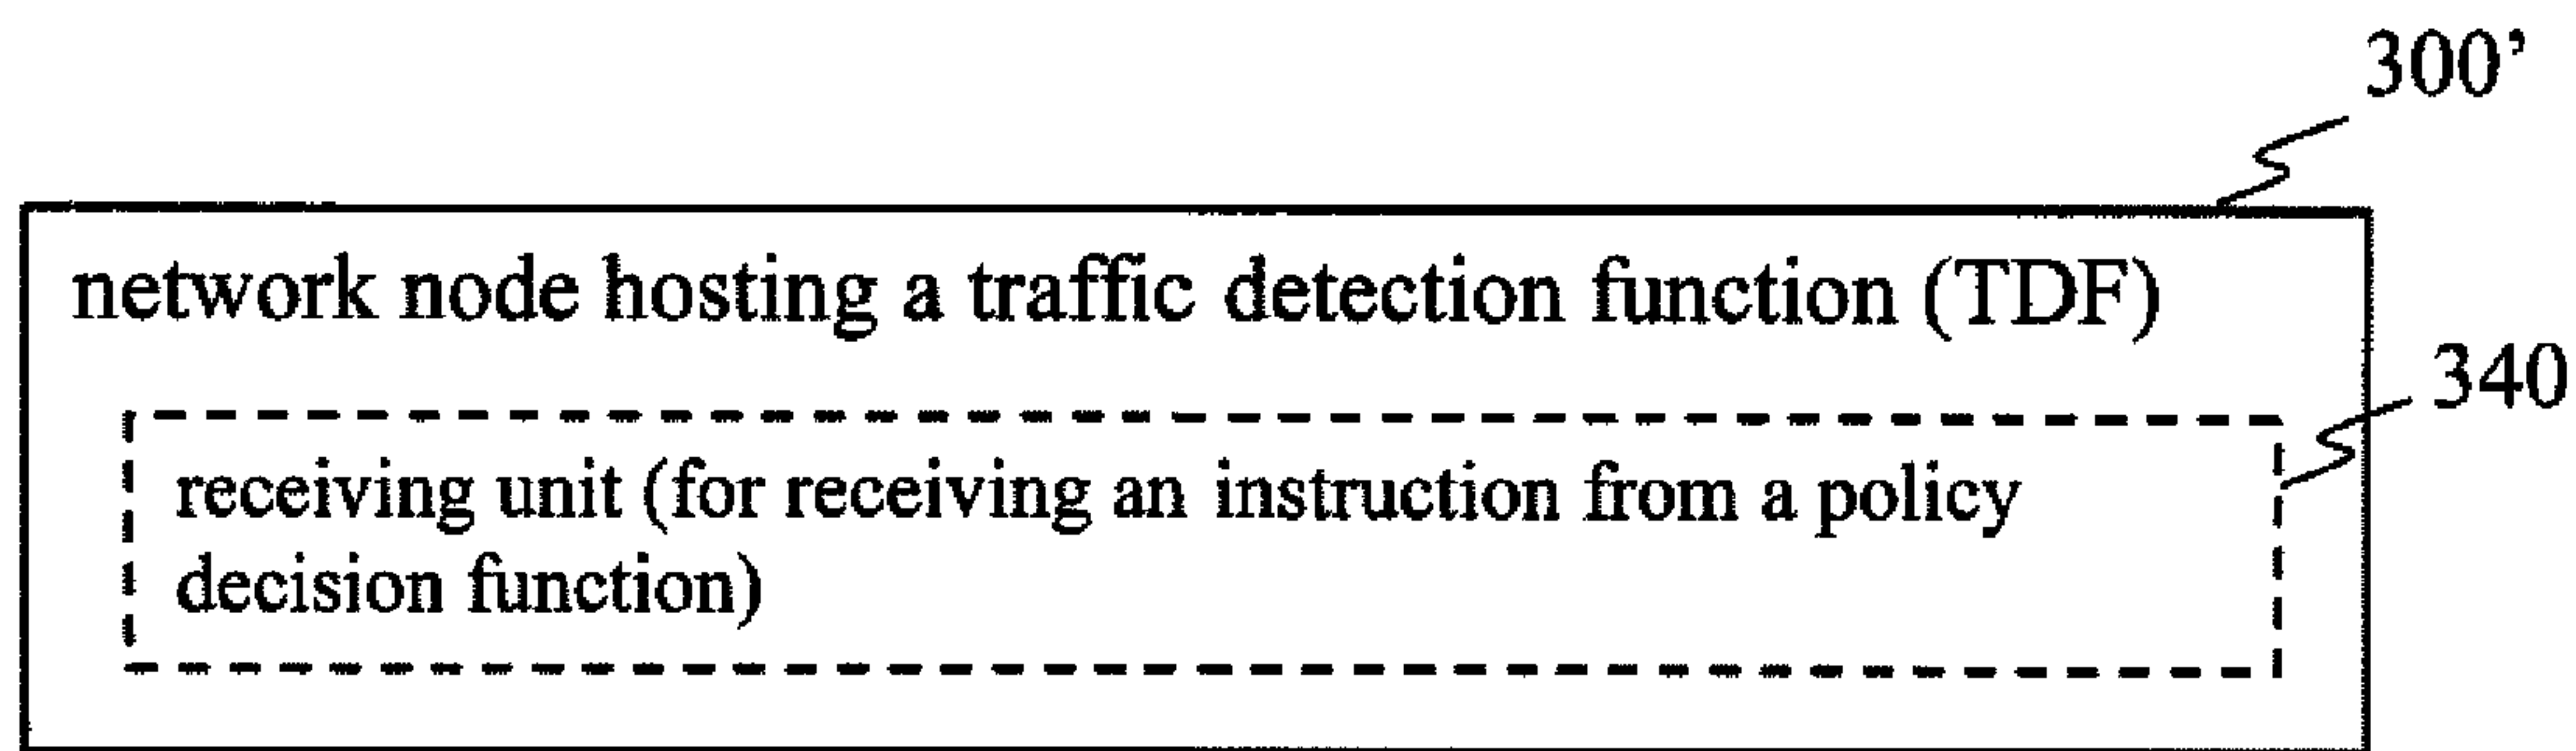 300’
network node hosting a traffic detection function (TDF)
340
receiving unit (for receiving an instruction from a policy
decision function)